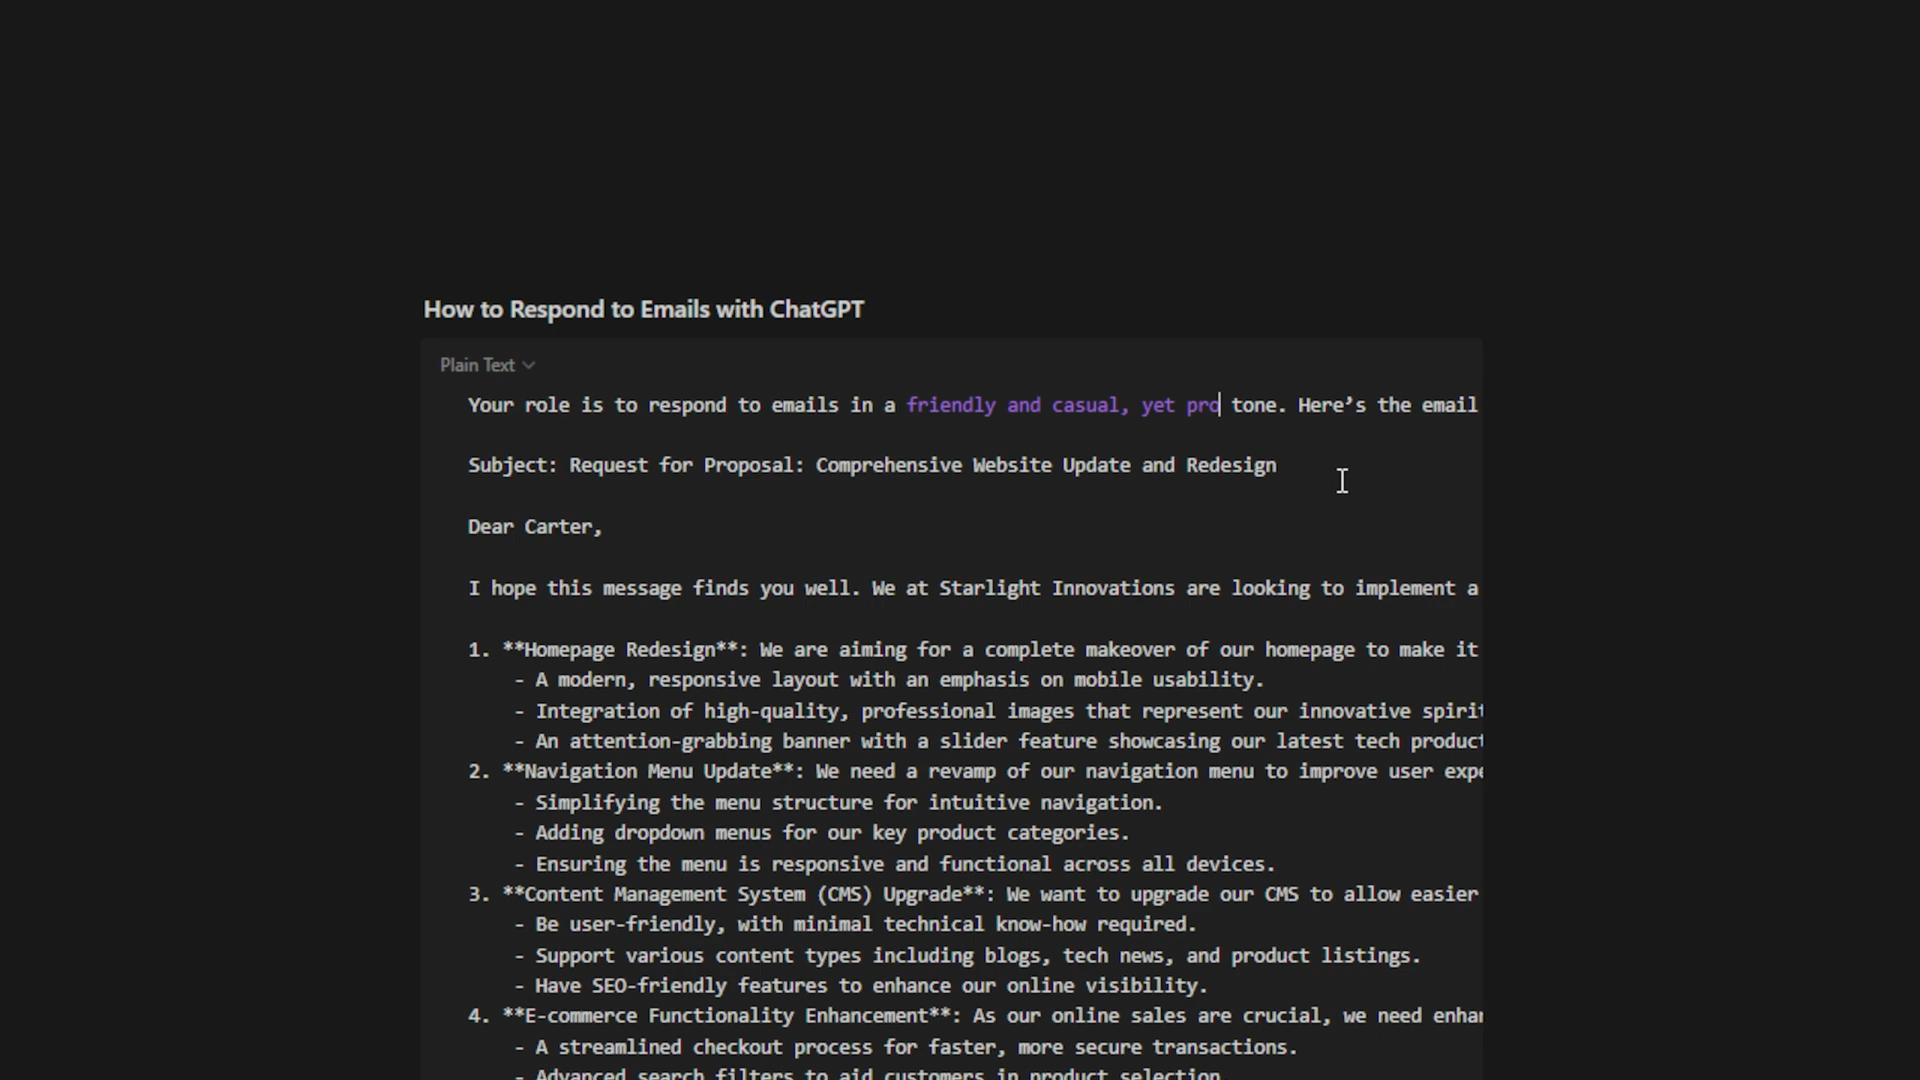 How to Respond to Emails with ChatGPT
Plain Text
Your role is to respond to emails in a friendly and casual, yet pro tone. Here’s the email
Subject: Request for Proposal: Comprehensive Website Update and Redesign
Dear Carter,
I hope this message finds you well. We at Starlight Innovations are looking to implement a
1. **Homepage Redesign**: We are aiming for a complete makeover of our homepage to make it
- A modern, responsive layout with an emphasis on mobile usability.
- Integration of high-quality, professional images that represent our innovative spirit
- An attention-grabbing banner with a slider feature showcasing our latest tech product
2. **Navigation Menu Update**: We need a revamp of our navigation menu to improve user expe
- Simplifying the menu structure for intuitive navigation.
- Adding dropdown menus for our key product categories.
- Ensuring the menu is responsive and functional across all devices.
3. **Content Management System (CMS) Upgrade**: We want to upgrade our CMS to allow easier
- Be user-friendly, with minimal technical know-how required.
- Support various content types including blogs, tech news, and product listings.
- Have SEO-friendly features to enhance our online visibility.
4. **E-commerce Functionality Enhancement**: As our online sales are crucial, we need enhan
- A streamlined checkout process for faster, more secure transactions.
- Advanced search filters to aid customers in product selection.